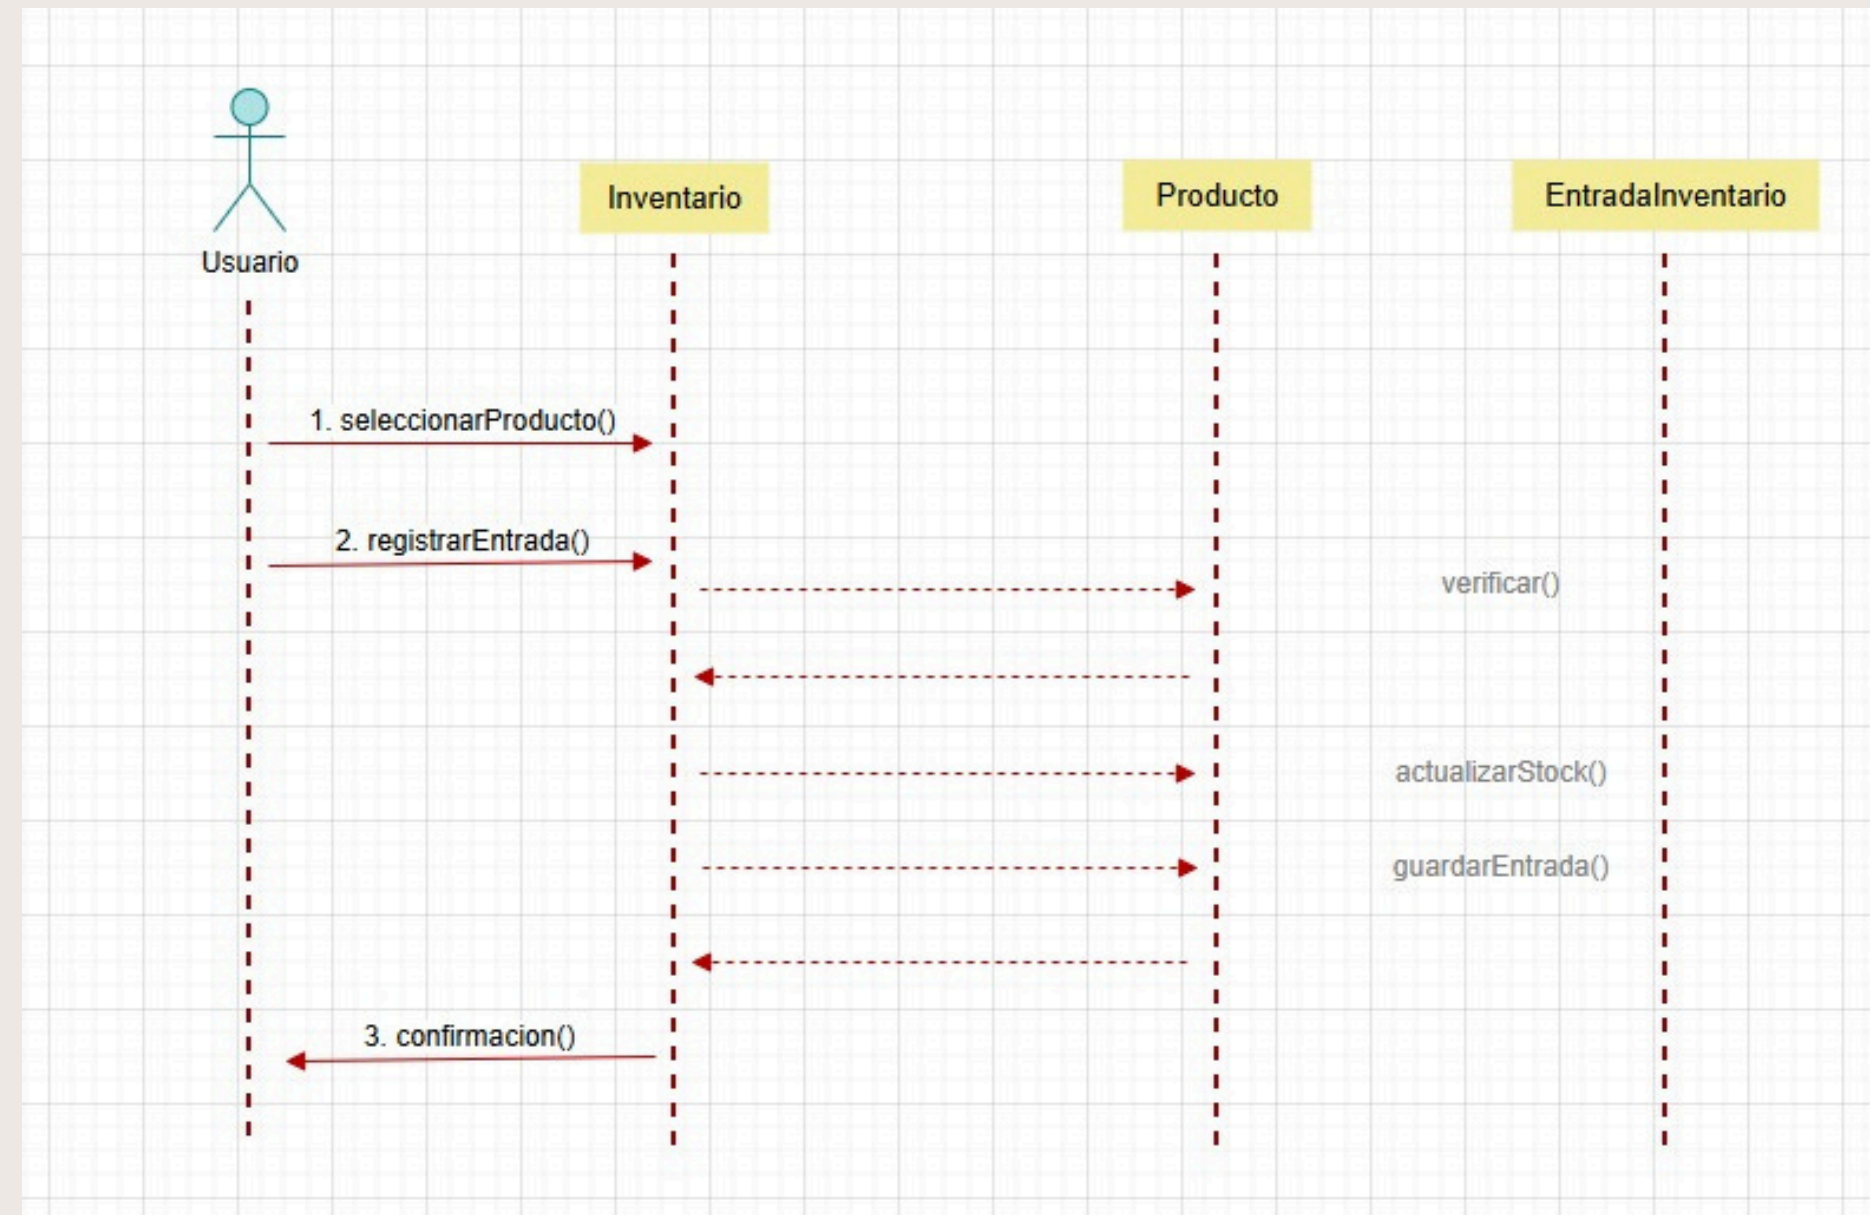 Inventario
Producto
EntradaInventario
Usuario
1. seleccionarProducto()
2. registrarEntrada()
verificar()
actualizarStock()
guardarEntrada()
3. confirmacion()